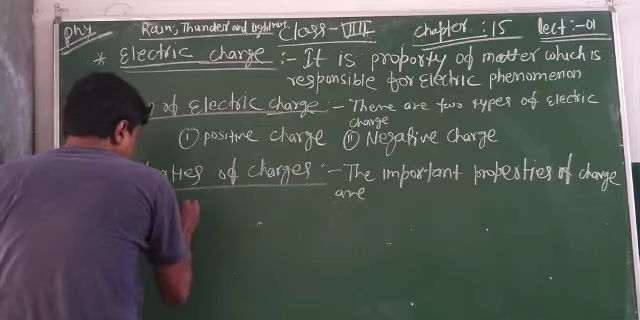 phy Rain, Thunder and lightning Class - VIII chapter : 15 lect :- 01
* Electric charge :- It is property of matter which is
responsible for Electric phenomenon
of Electric charge :- There are two types of electric
charge
(i) positive charge (ii) Negative charge
of charges :- The important properties of charge
are